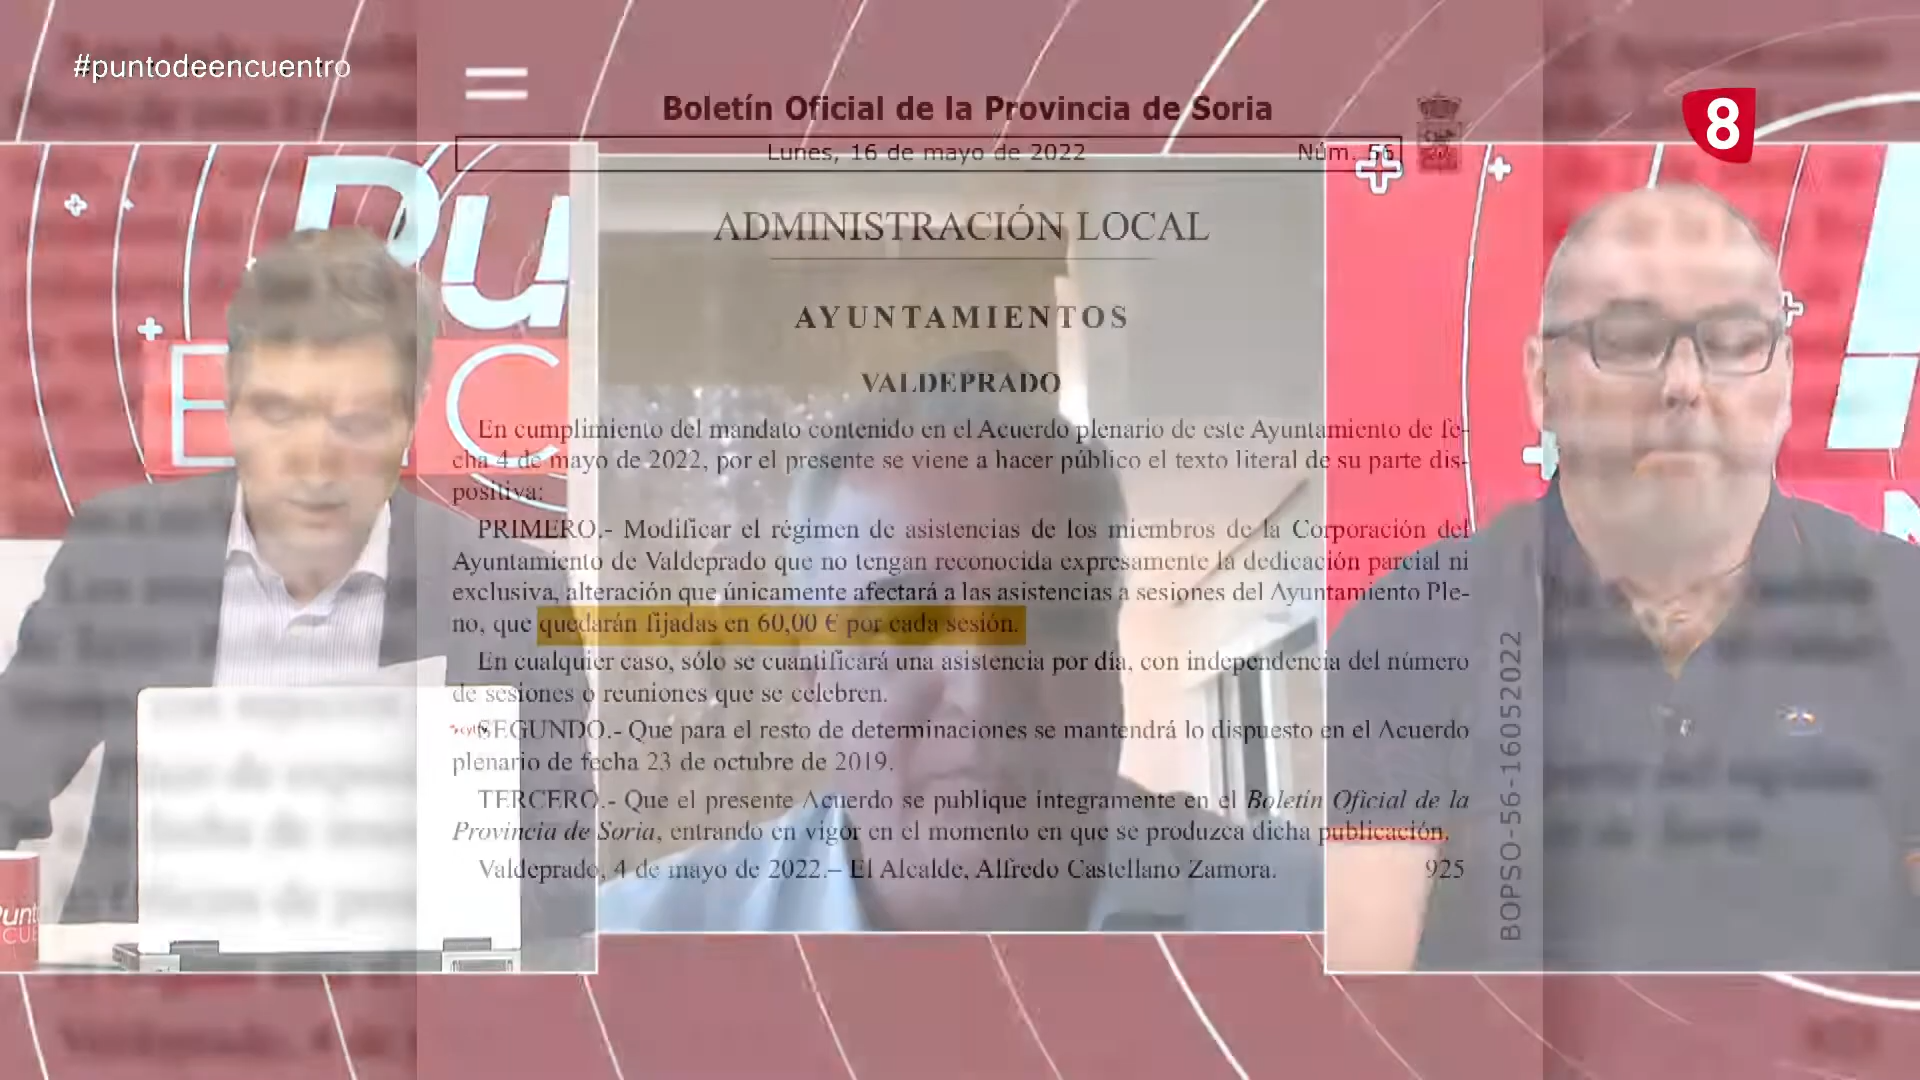 #puntodeencuentro
8
Boletín Oficial de la Provincia de Soria
Lunes, 16 de mayo de 2022
Núm. 56
ADMINISTRACIÓN LOCAL
AYUNTAMIENTOS
VALDEPRADO
En cumplimiento del mandato contenido en el Acuerdo plenario de este Ayuntamiento de fe-
cha 4 de mayo de 2022, por el presente se viene a hacer público el texto literal de su parte dis-
positiva:
PRIMERO.- Modificar el régimen de asistencias de los miembros de la Corporación del
Ayuntamiento de Valdeprado que no tengan reconocida expresamente la dedicación parcial ni
exclusiva, alteración que únicamente afectará a las asistencias a sesiones del Ayuntamiento Ple-
no, que quedarán fijadas en 60,00 € por cada sesión.
En cualquier caso, sólo se cuantificará una asistencia por día, con independencia del número
de sesiones o reuniones que se celebren.
SEGUNDO.- Que para el resto de determinaciones se mantendrá lo dispuesto en el Acuerdo
plenario de fecha 23 de octubre de 2019.
TERCERO.- Que el presente Acuerdo se publique íntegramente en el Boletín Oficial de la
Provincia de Soria, entrando en vigor en el momento en que se produzca dicha publicación.
Valdeprado, 4 de mayo de 2022.– El Alcalde, Alfredo Castellano Zamora.
925
BOPSO-56-16052022
Pu
E
C
Punt
CUE